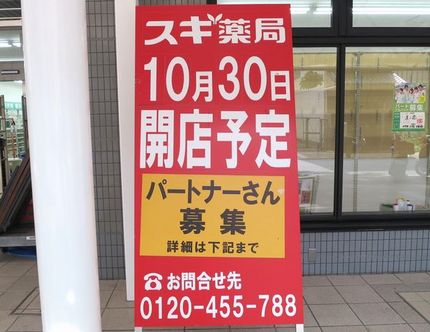 スギ薬局
10月30日
開店予定
パートナーさん
募集
詳細は下記まで
☎お問合せ先
0120-455-788